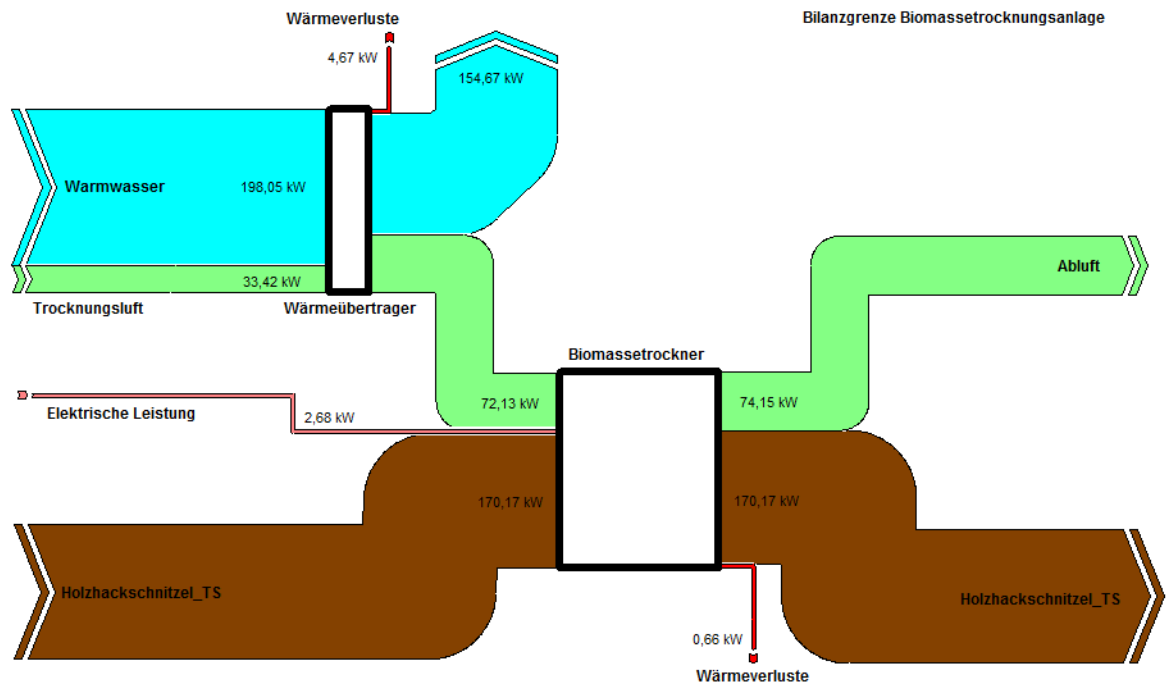 Wärmeverluste
Bilanzgrenze Biomassetrocknungsanlage
4,67 kW
154,67 kW
Warmwasser
198,05 kW
33,42 kW
Trocknungsluft
Wärmeübertrager
Abluft
Biomassetrockner
Elektrische Leistung
2,68 kW
72,13 kW
74,15 kW
170,17 kW
170,17 kW
Holzhackschnitzel_TS
Holzhackschnitzel_TS
0,66 kW
Wärmeverluste